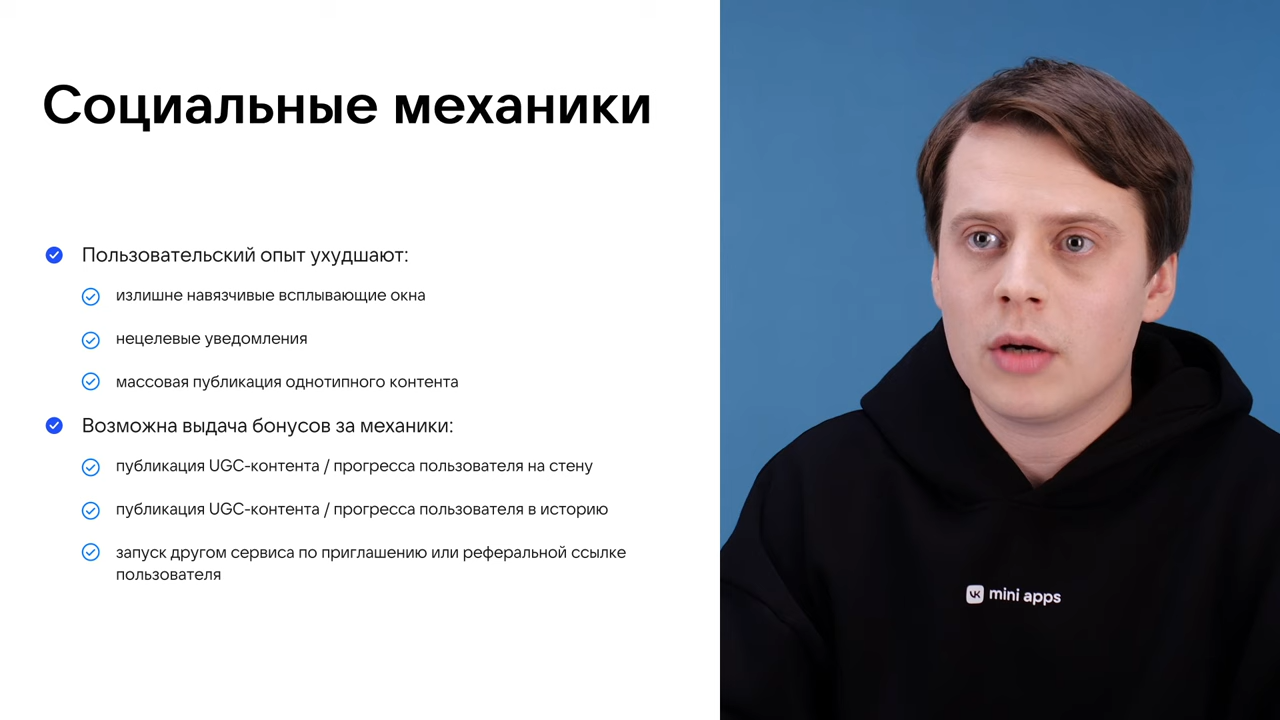 Социальные механики
Пользовательский опыт ухудшают:
излишне навязчивые всплывающие окна
нецелевые уведомления
массовая публикация однотипного контента
Возможна выдача бонусов за механики:
публикация UGC-контента / прогресса пользователя на стену
публикация UGC-контента / прогресса пользователя в историю
запуск другом сервиса по приглашению или реферальной ссылке
пользователя
VK mini apps